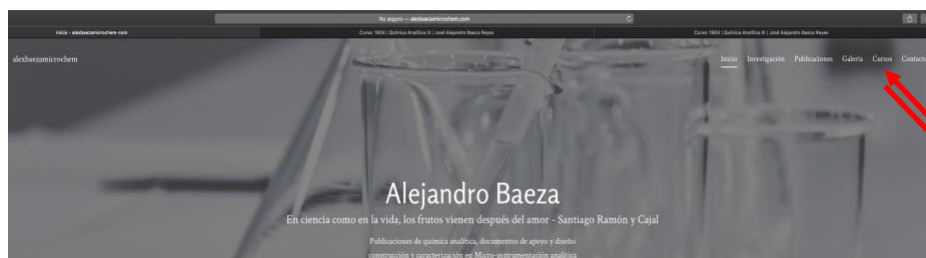 No seguro — alexbaezamicrochem.com
Inicio - alexbaezamicrochem-com
Curso: 1604 | Química Analítica III | José Alejandro Baeza Reyes
Curso: 1604 | Química Analítica III | José Alejandro Baeza Reyes
alexbaezamicrochem
Inicio Investigación Publicaciones Galería Cursos Contacto
Alejandro Baeza
En ciencia como en la vida, los frutos vienen después del amor - Santiago Ramón y Cajal
Publicaciones de química analítica, documentos de apoyo y diseño
construcción y caracterización en Micro-instrumentación analítica